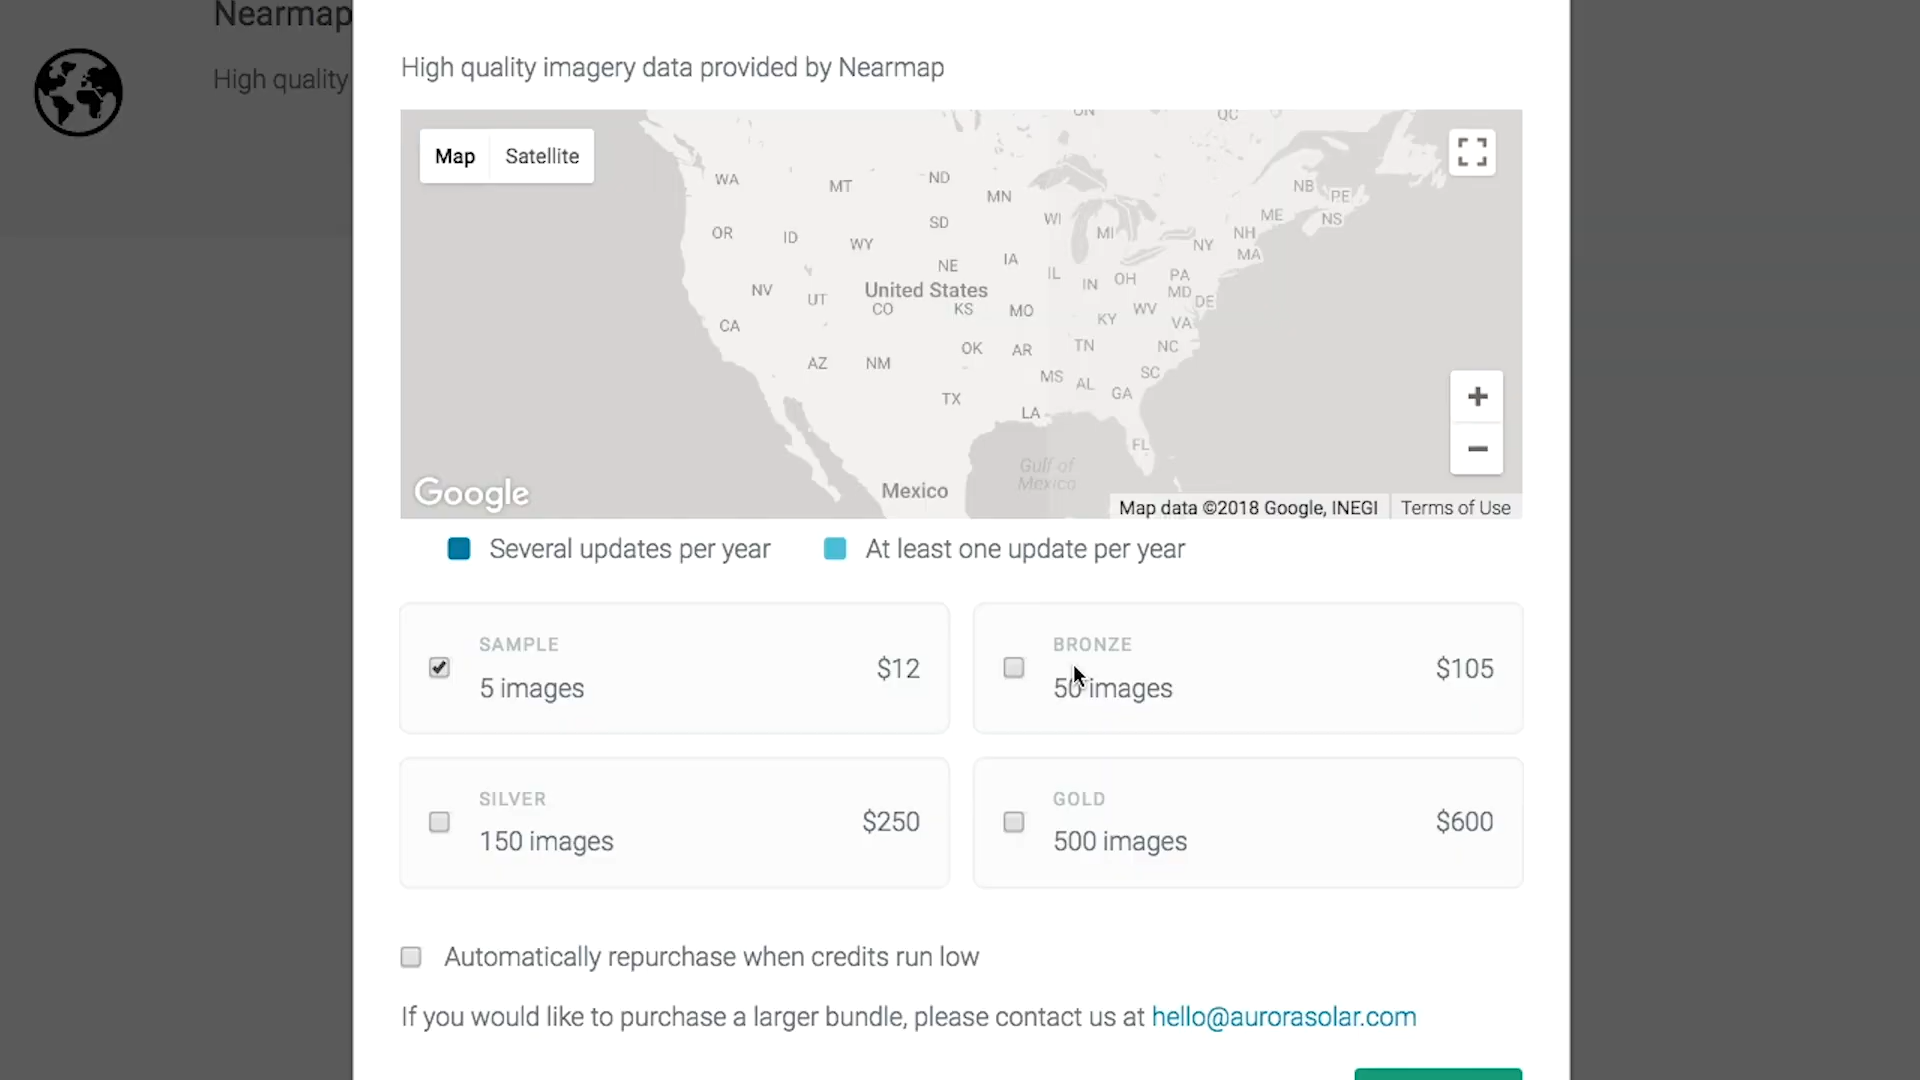 Nearmap
High quality
High quality imagery data provided by Nearmap
Map Satellite
ON
QC
WA
MT
ND
MN
NB
PE
OR
ID
WY
SD
WI
MI
ME
NS
NH
NY
MA
NE
IA
NV
UT
United States
CO
KS
MO
IL
IN
OH
PA
MD
DE
WV
KY
VA
CA
AZ
NM
OK
AR
TN
NC
SC
MS
AL
GA
TX
LA
FL
Gulf of
Mexico
Mexico
Google
Map data ©2018 Google, INEGI
Terms of Use
Several updates per year
At least one update per year
SAMPLE
5 images
$12
BRONZE
50 images
$105
SILVER
150 images
$250
GOLD
500 images
$600
Automatically repurchase when credits run low
If you would like to purchase a larger bundle, please contact us at hello@aurorasolar.com